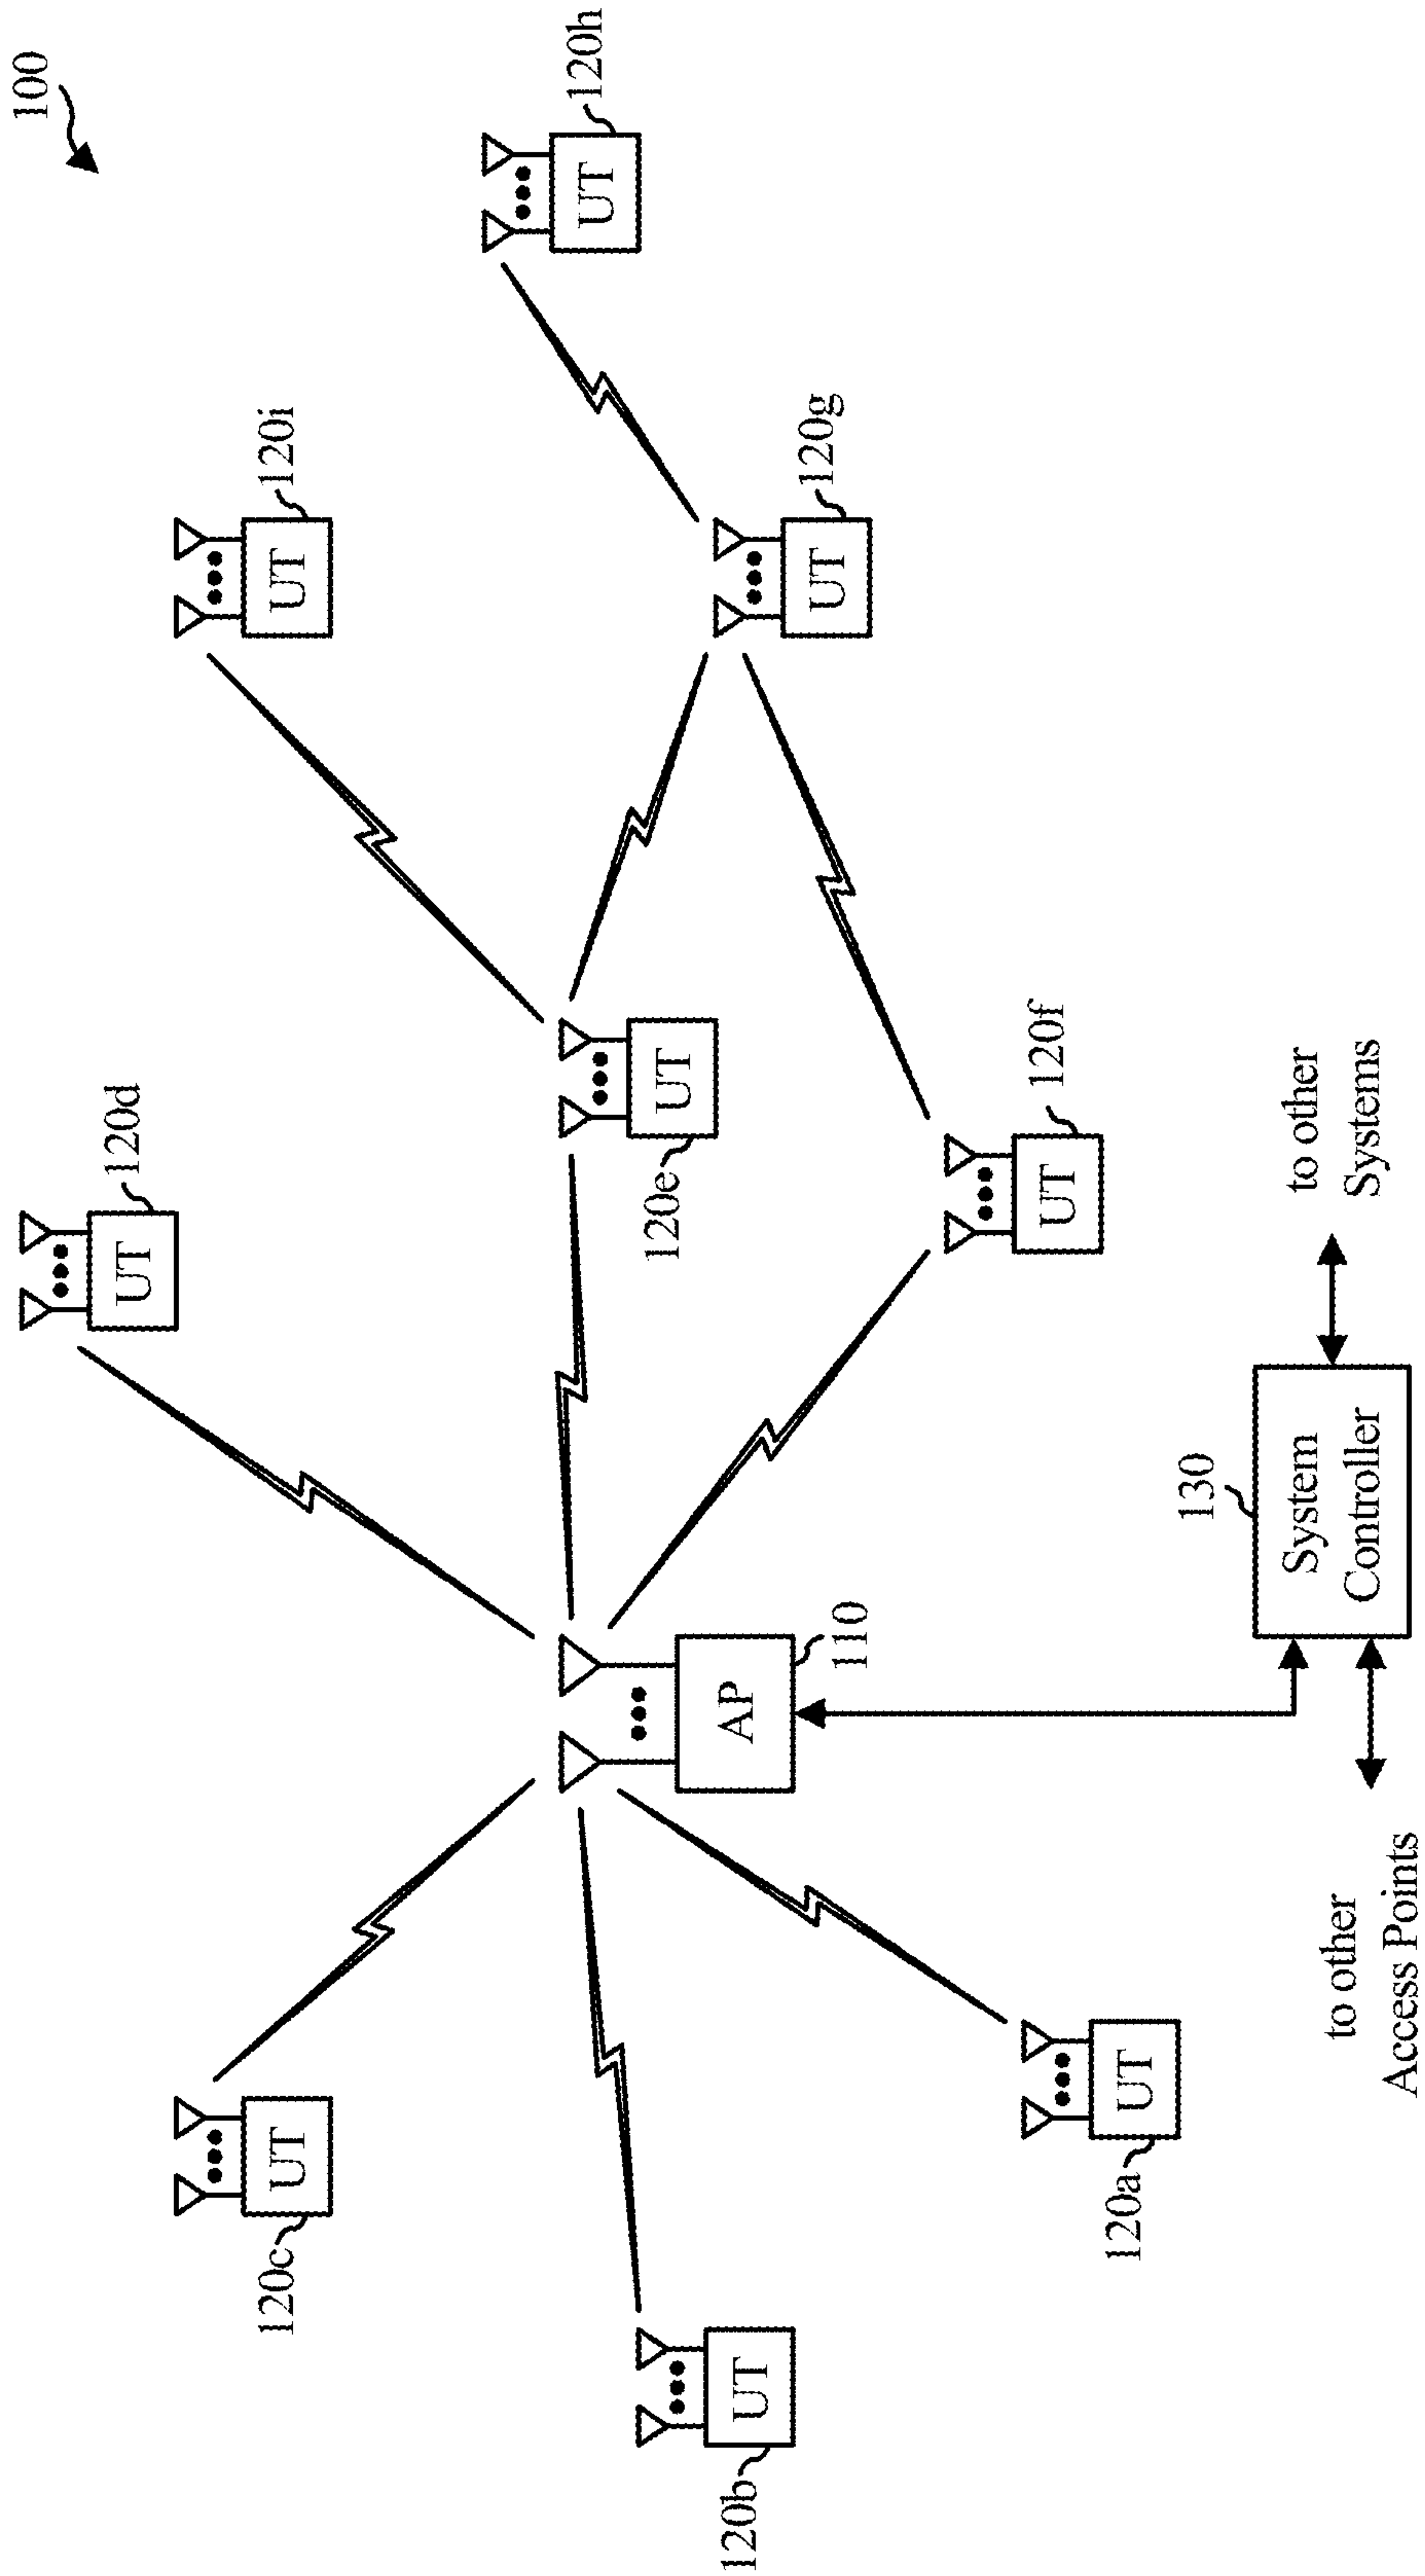 100
UT
120d
UT
120c
UT
120i
UT
120h
UT
120e
UT
120b
AP
110
UT
120g
UT
120f
UT
120a
130
System
Controller
to other
Systems
to other
Access Points